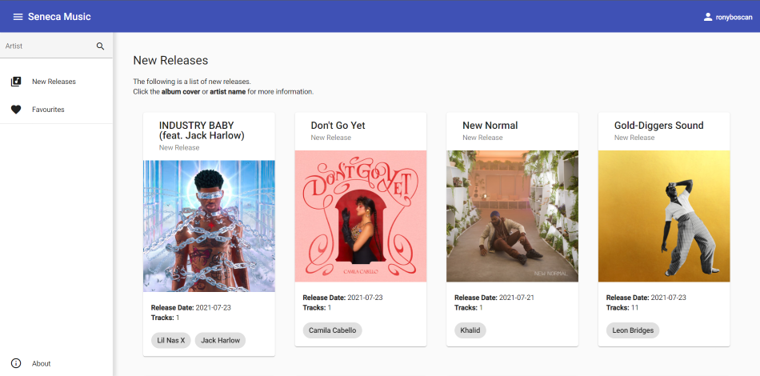 Seneca Music
ronyboscan
Artist
New Releases
Favourites
About
New Releases
The following is a list of new releases.
Click the album cover or artist name for more information.
INDUSTRY BABY
(feat. Jack Harlow)
New Release
Release Date: 2021-07-23
Tracks: 1
Lil Nas X
Jack Harlow
Don't Go Yet
New Release
DON'T GO YET
CAMILA CABELLO
Release Date: 2021-07-23
Tracks: 1
Camila Cabello
New Normal
New Release
NEW NORMAL
Release Date: 2021-07-21
Tracks: 1
Khalid
Gold-Diggers Sound
New Release
Release Date: 2021-07-23
Tracks: 11
Leon Bridges